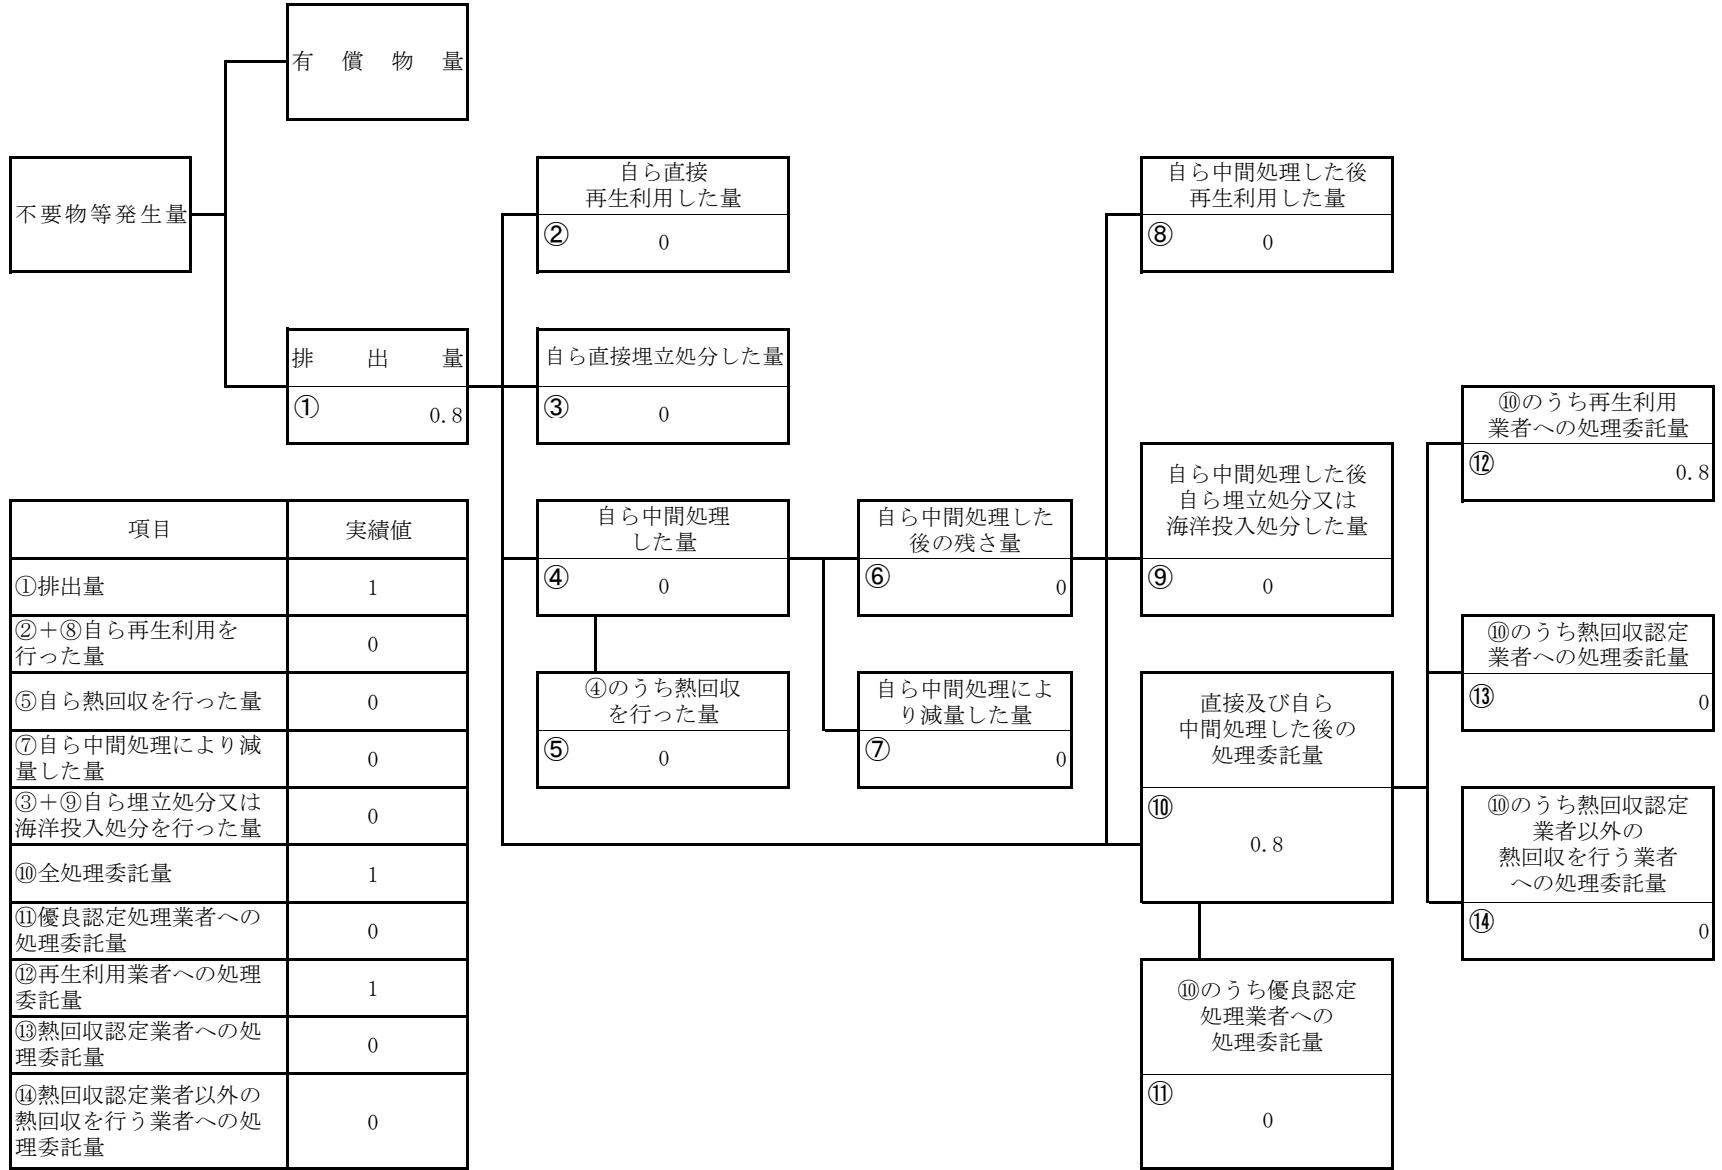 有償物量
不要物等発生量
排出量
①
0.8
自ら直接
再生利用した量
②
0
自ら直接埋立処分した量
③
0
自ら中間処理
した量
④
0
④のうち熱回収
を行った量
⑤
0
自ら中間処理した
後の残さ量
⑥
0
自ら中間処理によ
り減量した量
⑦
0
自ら中間処理した後
再生利用した量
⑧
0
自ら中間処理した後
自ら埋立処分又は
海洋投入処分した量
⑨
0
直接及び自ら
中間処理した後の
処理委託量
⑩
0.8
⑩のうち優良認定
処理業者への
処理委託量
⑪
0
⑩のうち再生利用
業者への処理委託量
⑫
0.8
⑩のうち熱回収認定
業者への処理委託量
⑬
0
⑩のうち熱回収認定
業者以外の
熱回収を行う業者
への処理委託量
⑭
0
項目 実績値
①排出量 1
②＋⑧自ら再生利用を
行った量 0
⑤自ら熱回収を行った量 0
⑦自ら中間処理により減
量した量 0
③＋⑨自ら埋立処分又は
海洋投入処分を行った量 0
⑩全処理委託量 1
⑪優良認定処理業者への
処理委託量 0
⑫再生利用業者への処理
委託量 1
⑬熱回収認定業者への処
理委託量 0
⑭熱回収認定業者以外の
熱回収を行う業者への処
理委託量 0